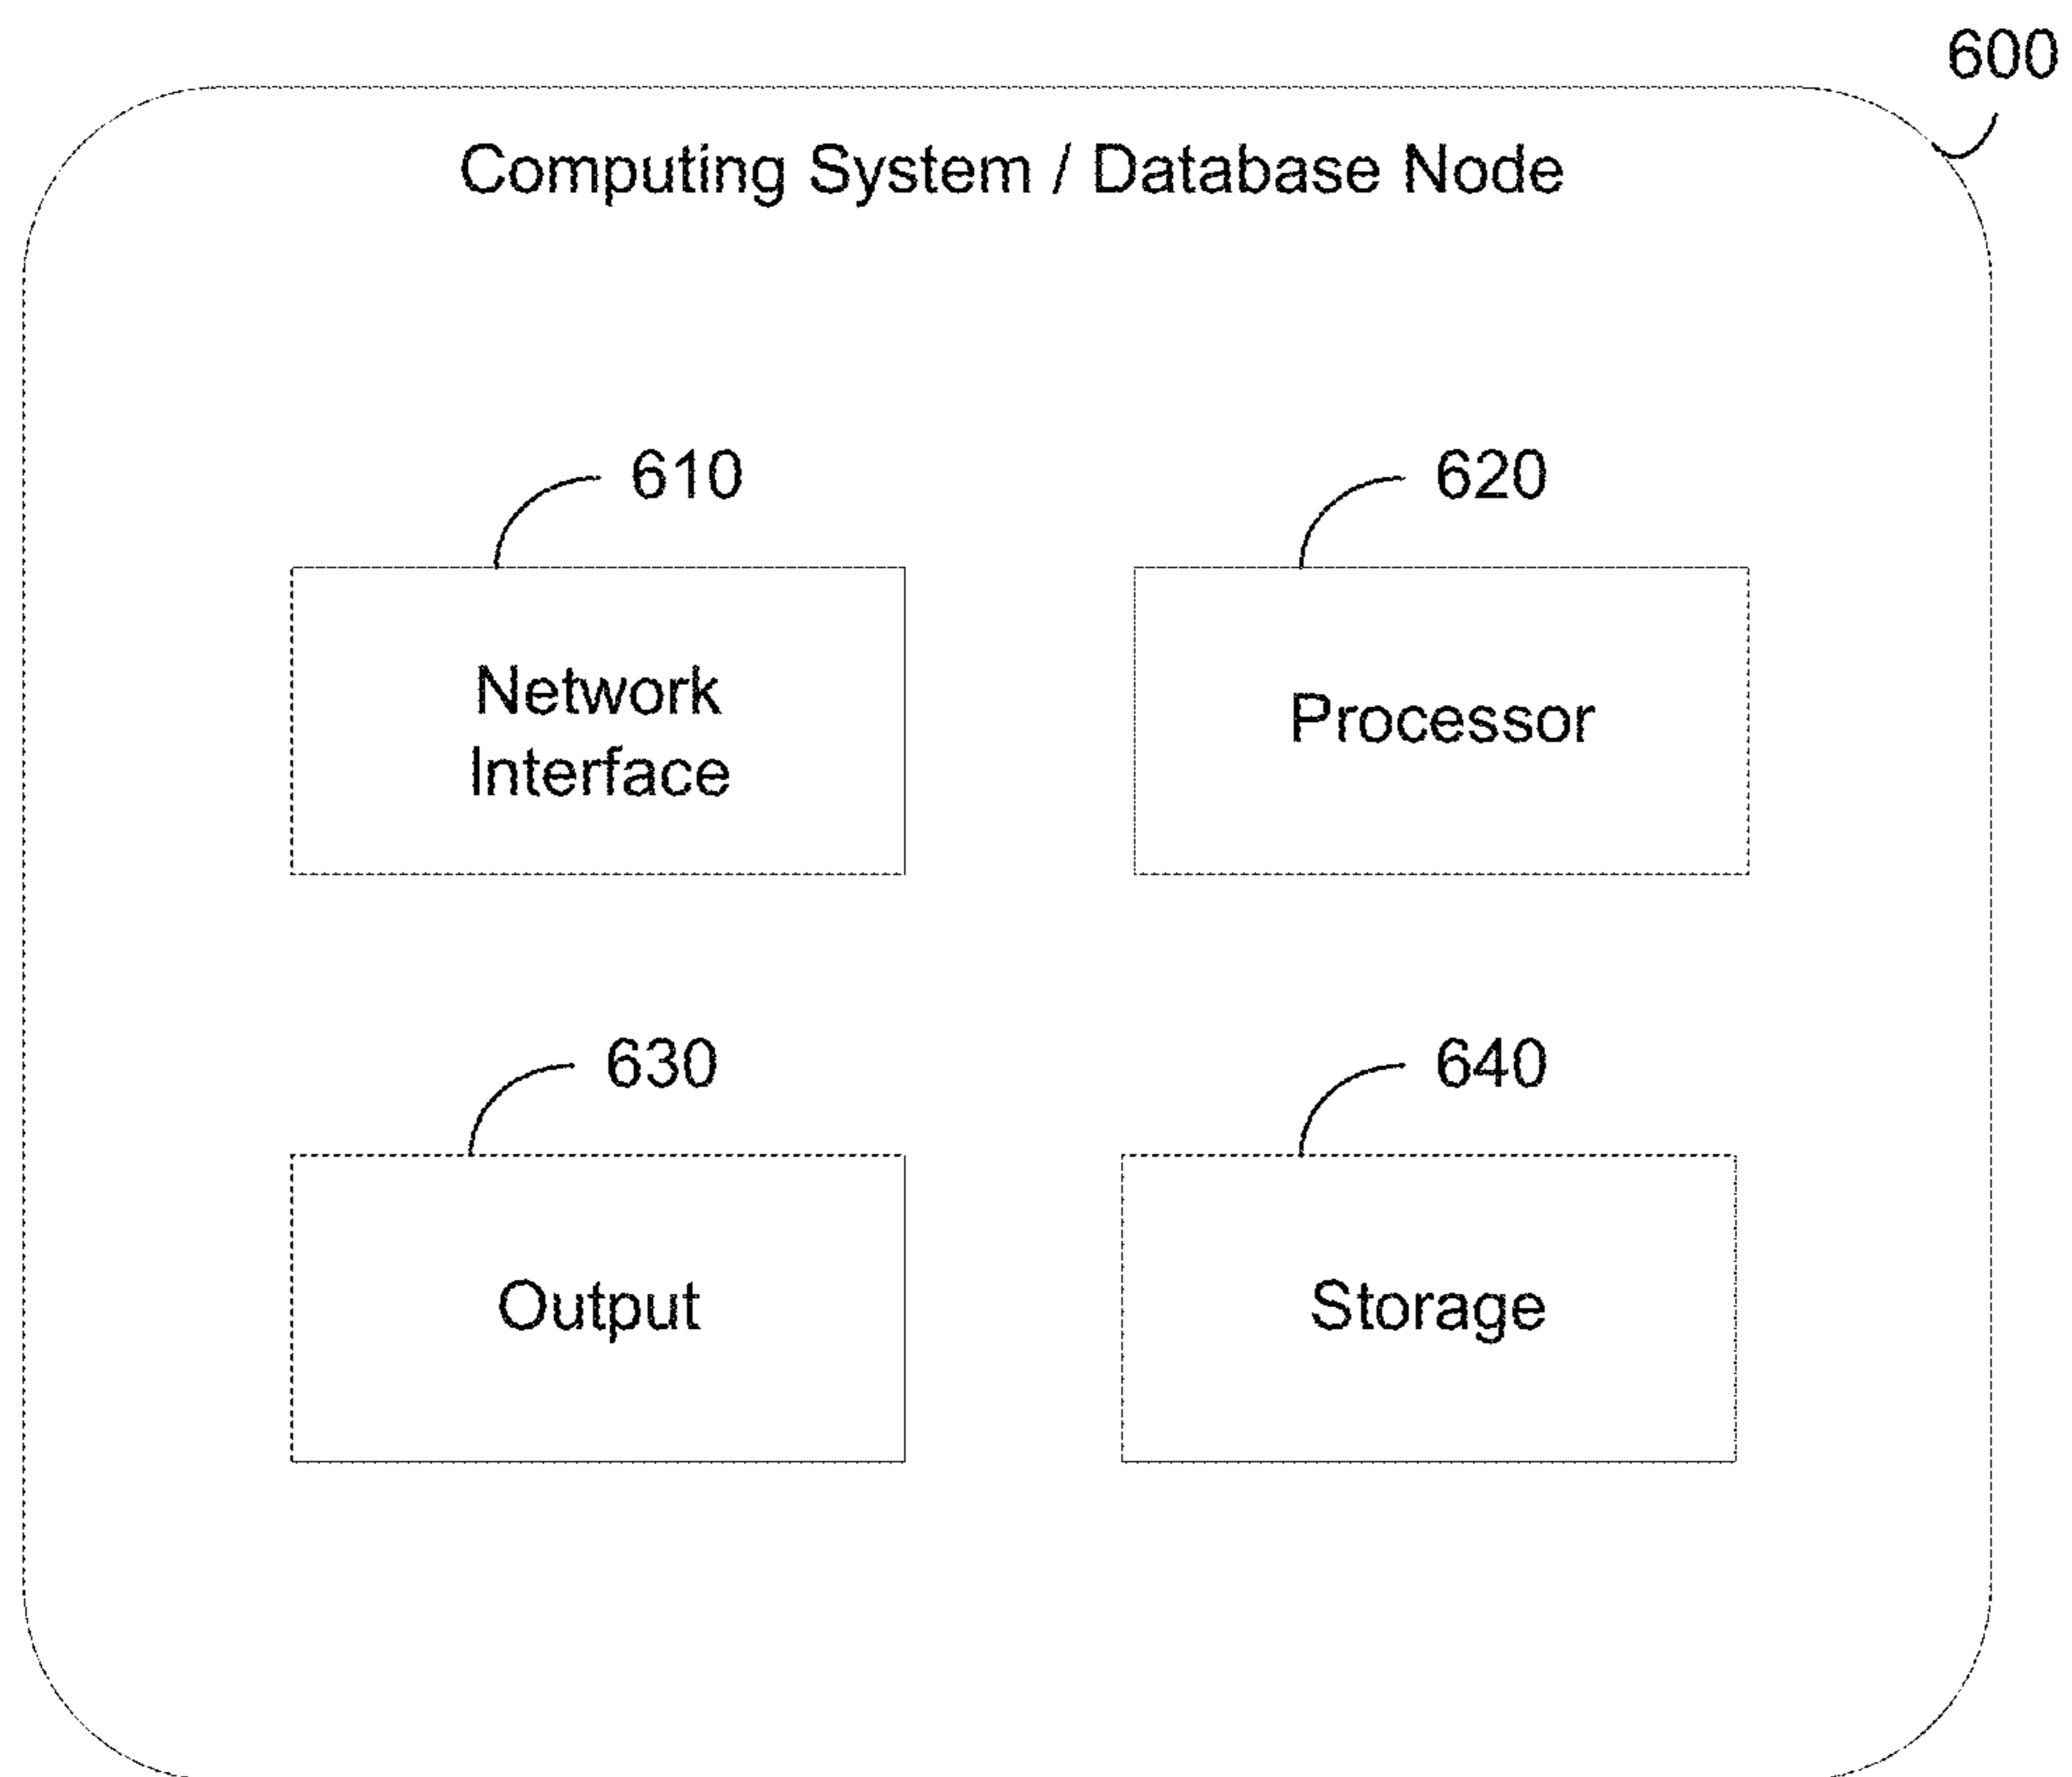 600
Computing System / Database Node
610
620
Network
Interface
Processor
630
640
Output
Storage